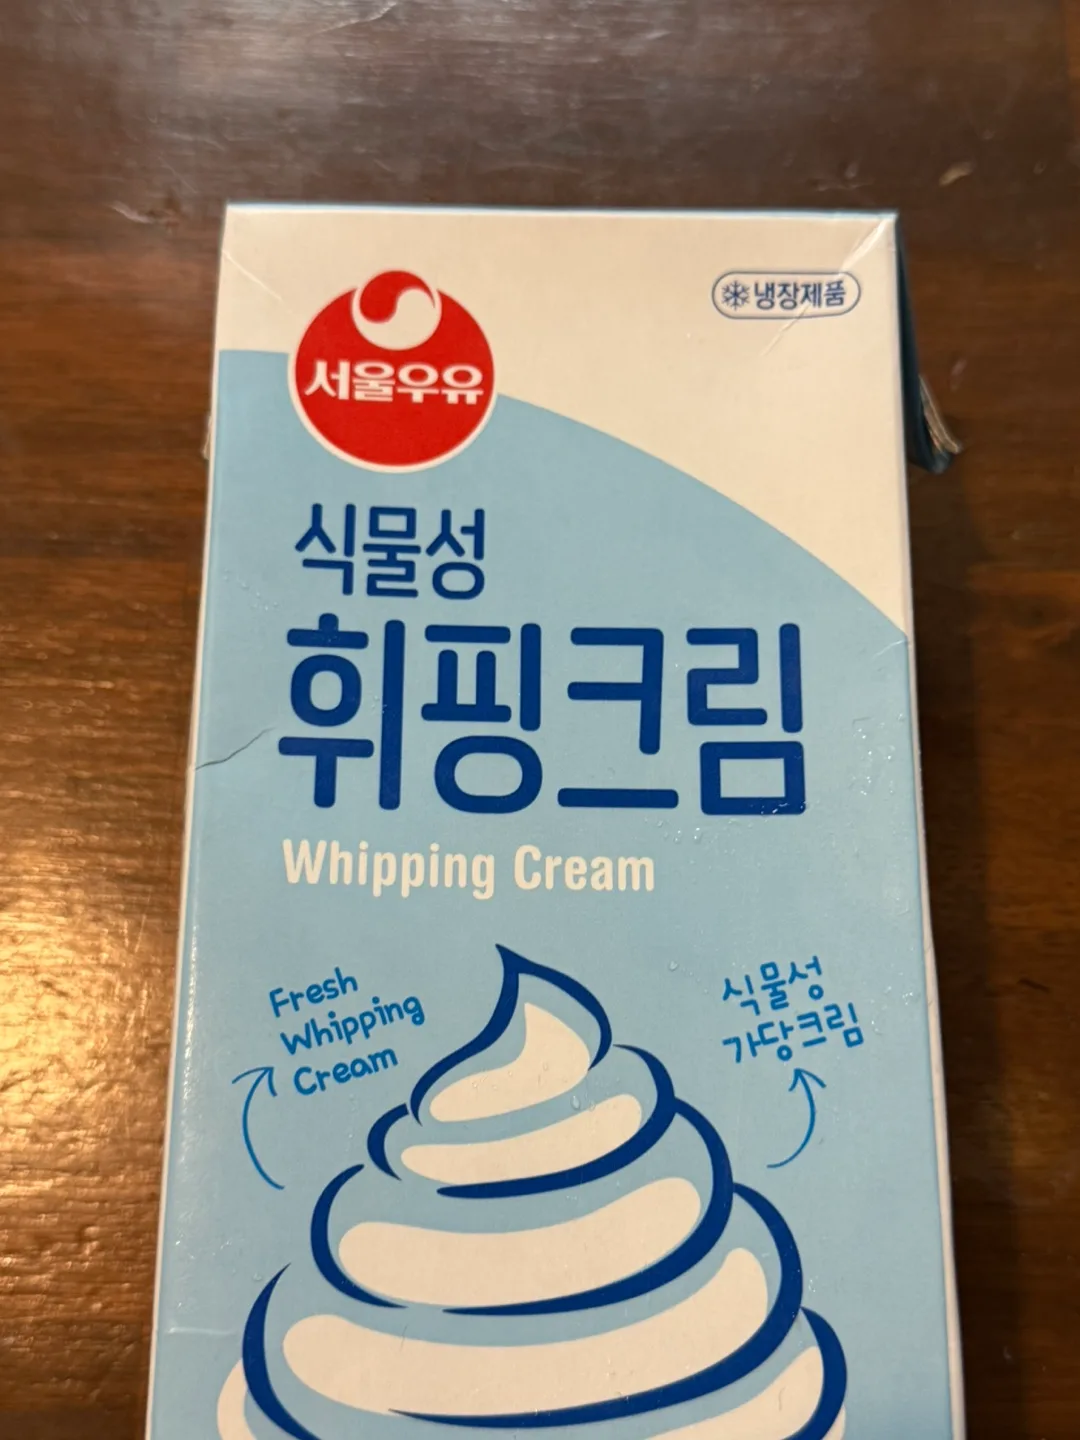 냉장제품
서울우유
식물성
휘핑크림
Whipping Cream
Fresh
Whipping
Cream
식물성
가당크림